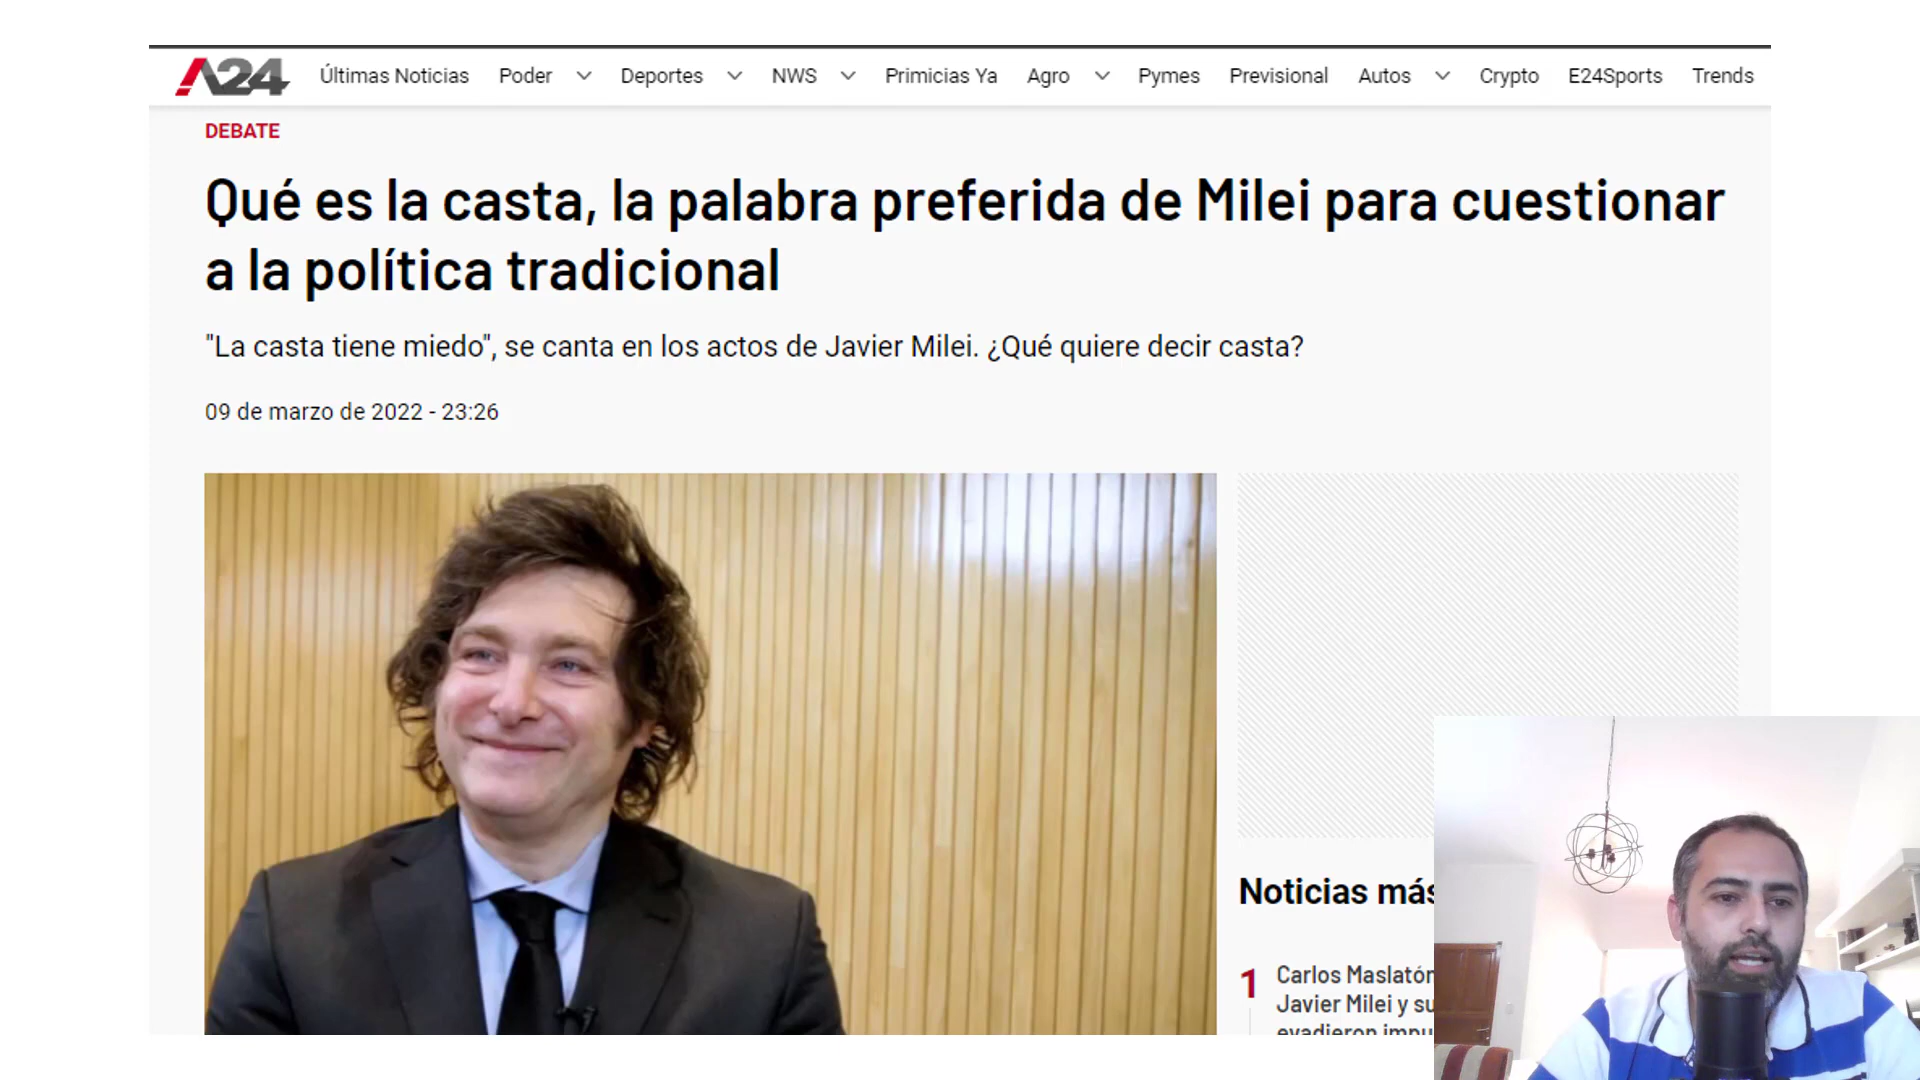 A24 Últimas Noticias Poder Deportes NWS Primicias Ya Agro Pymes Previsional Autos Crypto E24Sports Trends
DEBATE
Qué es la casta, la palabra preferida de Milei para cuestionar
a la política tradicional
"La casta tiene miedo", se canta en los actos de Javier Milei. ¿Qué quiere decir casta?
09 de marzo de 2022 - 23:26
Noticias más
1 Carlos Maslatón
Javier Milei y su
evadieron